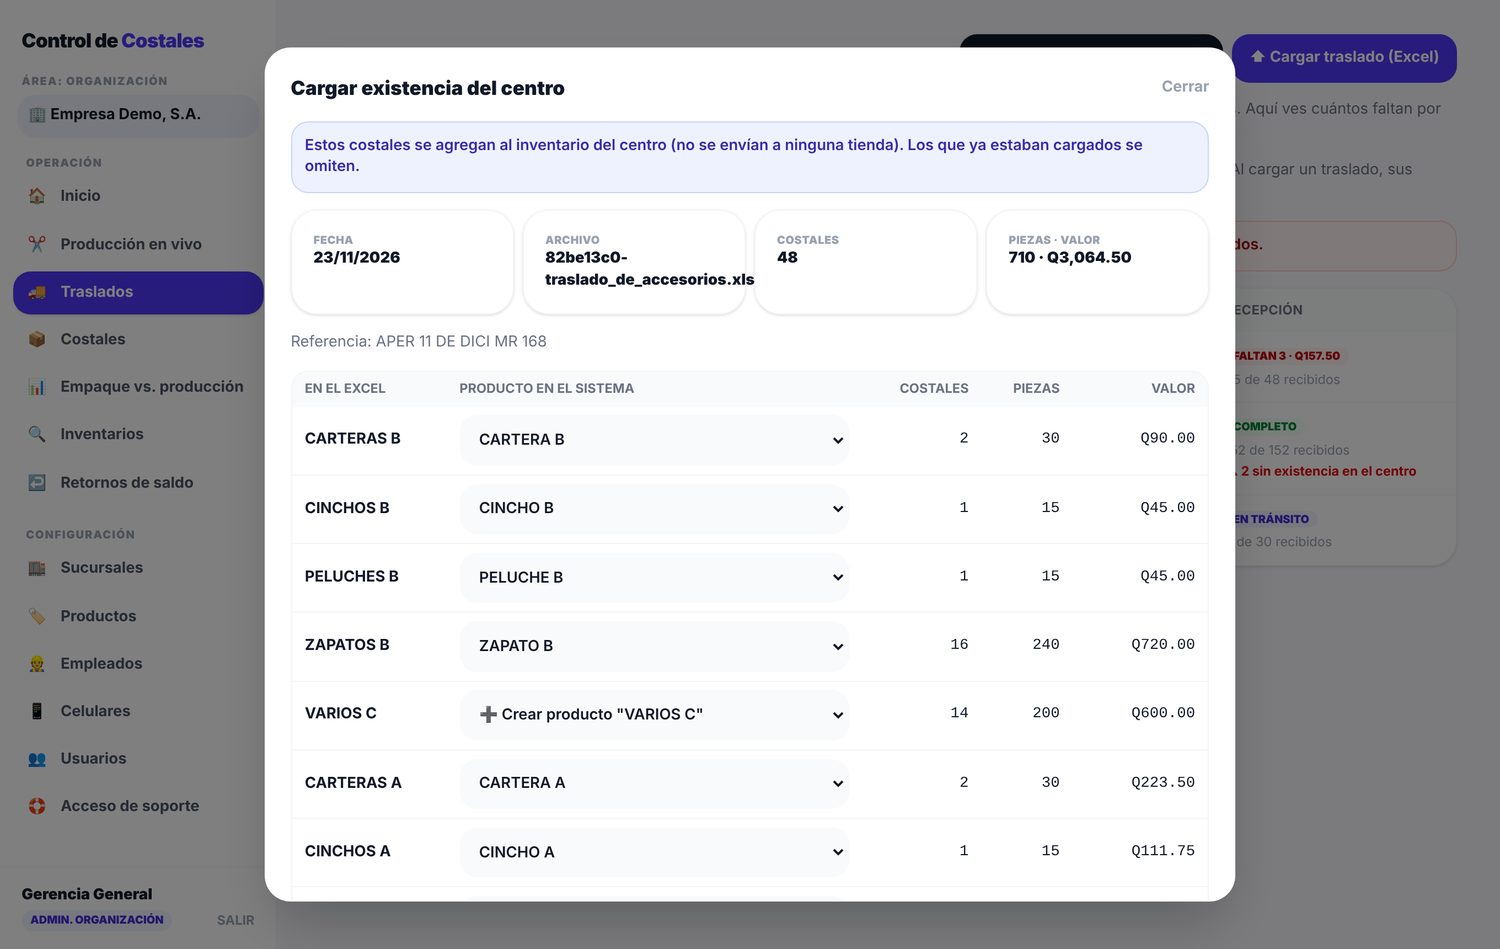 Control de Costales
ÁREA: ORGANIZACIÓN
🏢 Empresa Demo, S.A.
OPERACIÓN
Inicio
Producción en vivo
Traslados
Costales
Empaque vs. producción
Inventarios
Retornos de saldo
CONFIGURACIÓN
Sucursales
Productos
Empleados
Celulares
Usuarios
Acceso de soporte
Gerencia General
ADMIN. ORGANIZACIÓN
SALIR
Cargar traslado (Excel)
. Aquí ves cuántos faltan por
Al cargar un traslado, sus
dos.
ECEPCIÓN
FALTAN 3 · Q157.50
5 de 48 recibidos
COMPLETO
52 de 152 recibidos
2 sin existencia en el centro
EN TRÁNSITO
de 30 recibidos
Cargar existencia del centro
Cerrar
Estos costales se agregan al inventario del centro (no se envían a ninguna tienda). Los que ya estaban cargados se
omiten.
FECHA
23/11/2026
ARCHIVO
82be13c0-
traslado_de_accesorios.xls
COSTALES
48
PIEZAS · VALOR
710 · Q3,064.50
Referencia: APER 11 DE DICI MR 168
EN EL EXCEL PRODUCTO EN EL SISTEMA COSTALES PIEZAS VALOR
CARTERAS B CARTERA B 2 30 Q90.00
CINCHOS B CINCHO B 1 15 Q45.00
PELUCHES B PELUCHE B 1 15 Q45.00
ZAPATOS B ZAPATO B 16 240 Q720.00
VARIOS C ➕ Crear producto "VARIOS C" 14 200 Q600.00
CARTERAS A CARTERA A 2 30 Q223.50
CINCHOS A CINCHO A 1 15 Q111.75